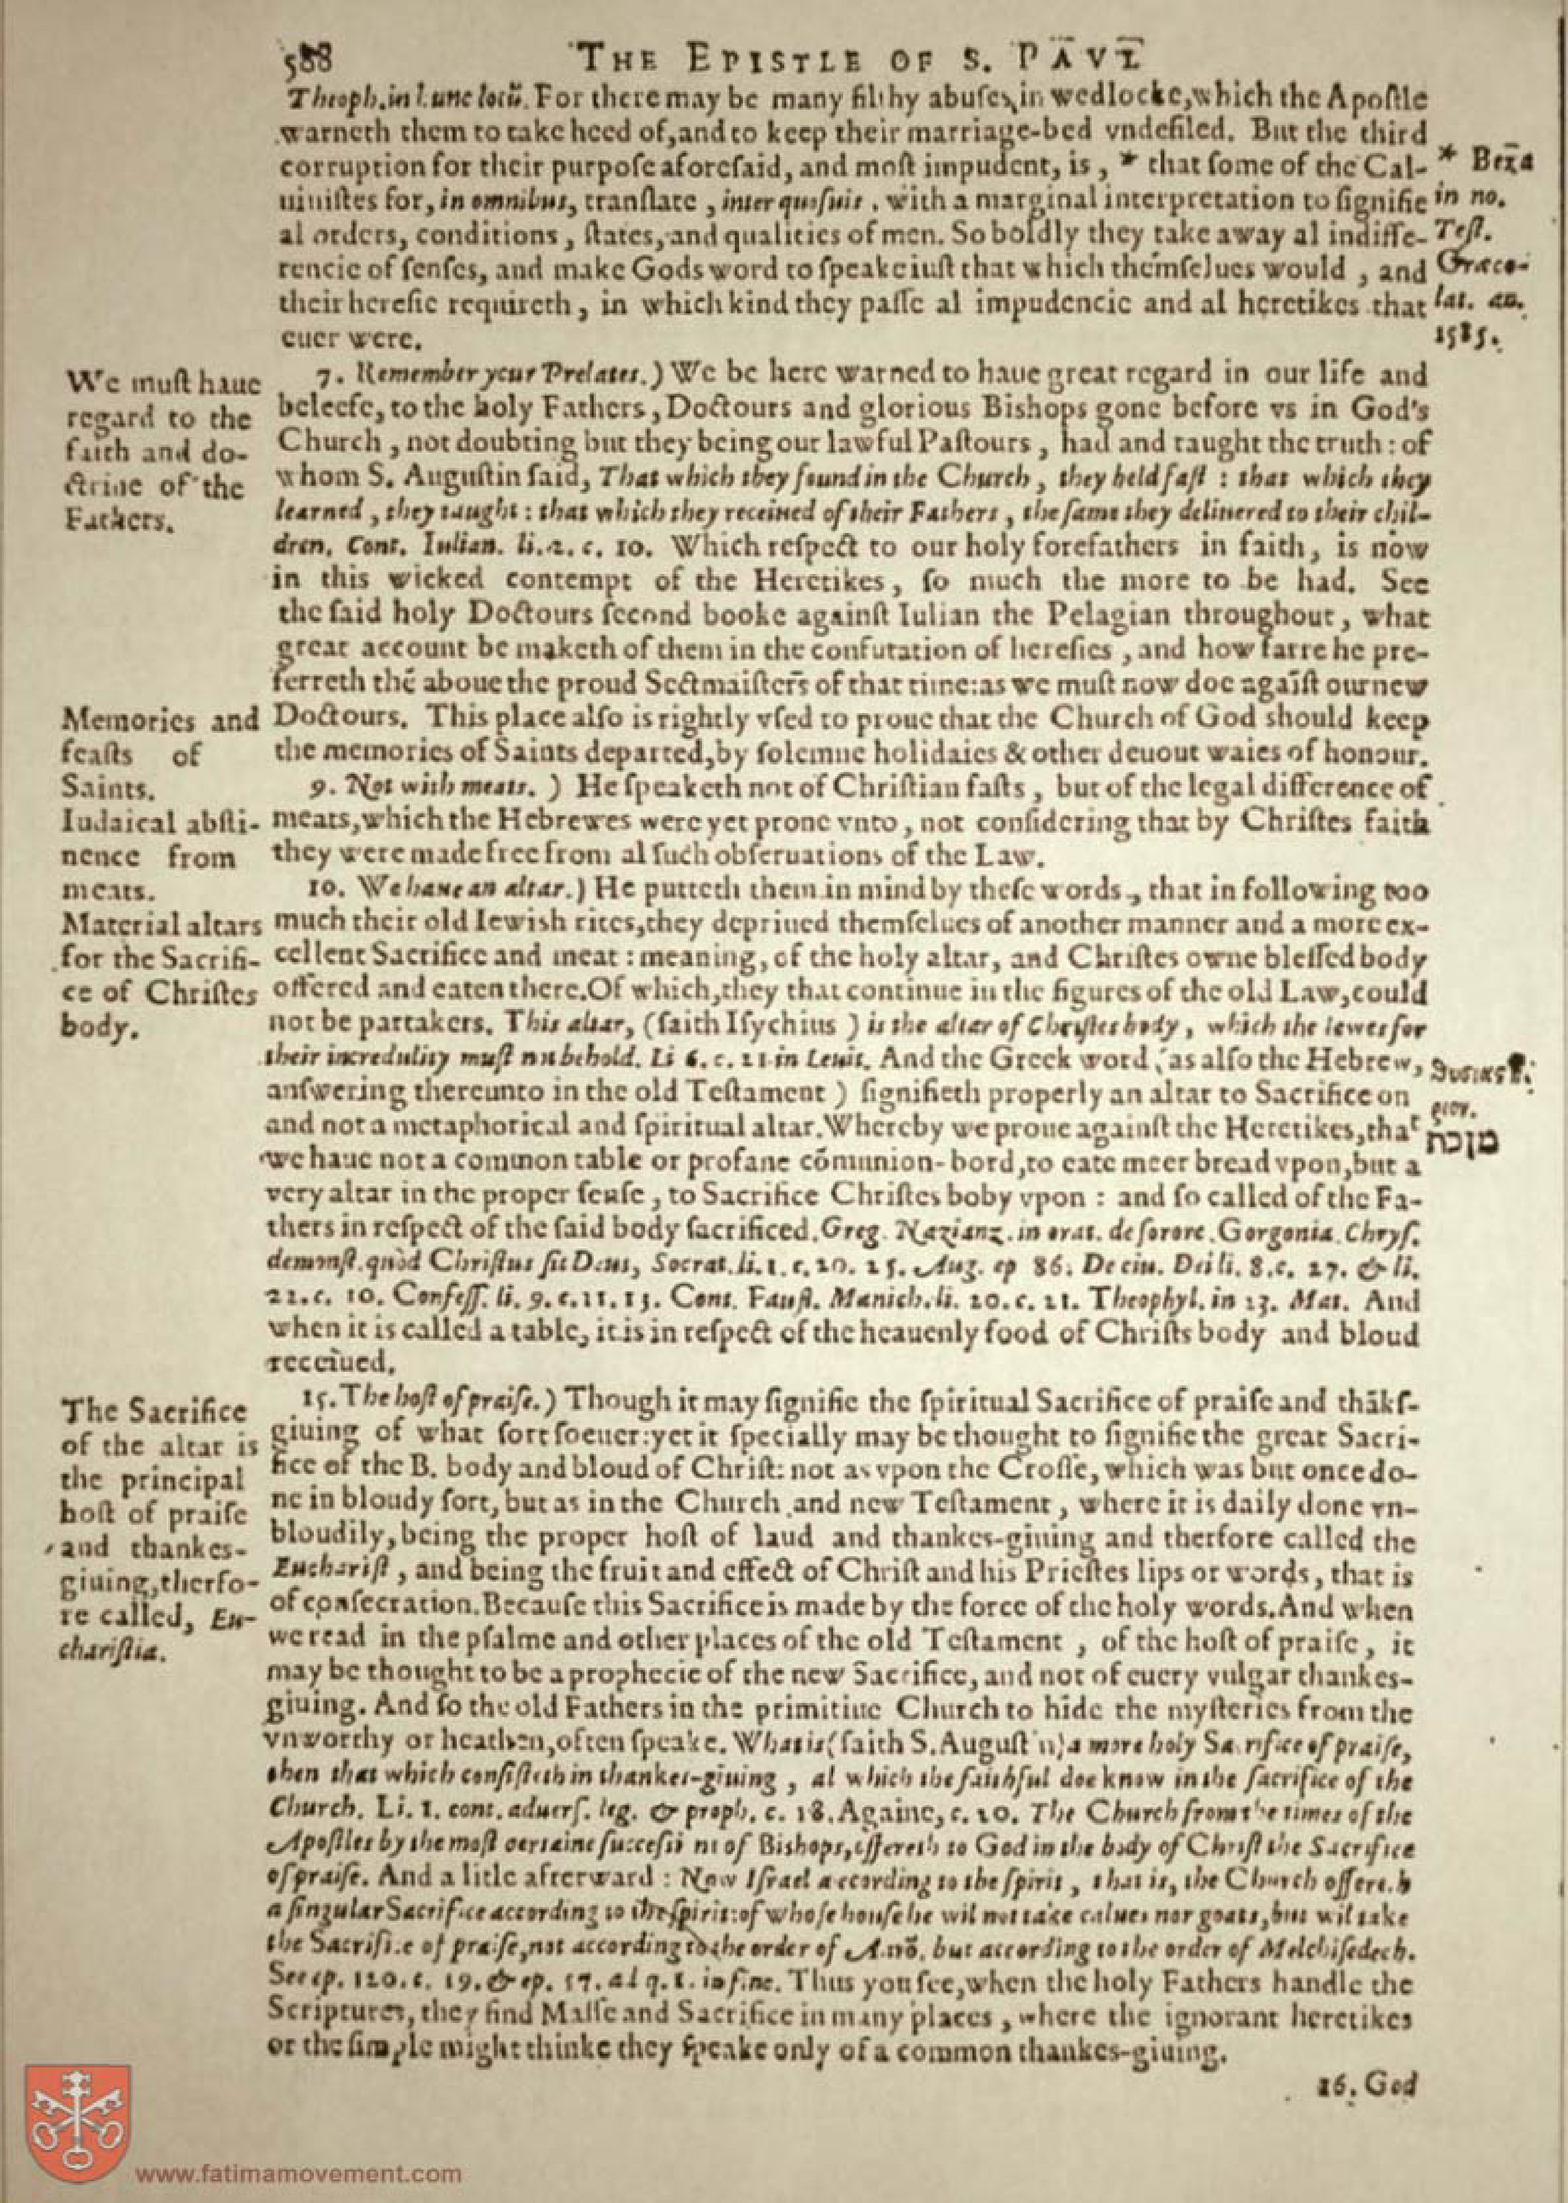 588 THE EPISTLE OF S. PAVL
Theoph. in hunc locū. For there may be many filthy abuses in wedlocke, which the Apoſtle
warneth them to take heed of, and to keep their marriage-bed vndefiled. But the third
corruption for their purpoſe aforeſaid, and moſt impudent, is, * that ſome of the Cal-
uiniſtes for, in omnibus, tranſlate, inter quoſuis, with a marginal interpretation to ſignifie
al orders, conditions, ſtates, and qualities of men. So boldly they take away al indiffe-
rencie of ſenſes, and make Gods word to ſpeake iuſt that which themſelues would, and
their hereſie requireth, in which kind they paſſe al impudencie and al heretikes that
euer were.
* Beza
in no.
Teſt.
Græco-
lat. an.
1585.
7. Remember your Prelates.) We be here warned to haue great regard in our life and
beleefe, to the holy Fathers, Doctours and glorious Bishops gone before vs in God's
Church, not doubting but they being our lawful Paſtours, had and taught the truth: of
whom S. Auguſtin ſaid, That which they found in the Church, they held faſt: that which they
learned, they taught: that which they receiued of their Fathers, the ſame they deliuered to their chil-
dren. Cont. Iulian. li. 2. c. 10. Which reſpect to our holy forefathers in faith, is now
in this wicked contempt of the Heretikes, ſo much the more to be had. See
the ſaid holy Doctours ſecond booke againſt Iulian the Pelagian throughout, what
great account be maketh of them in the confutation of hereſies, and how farre he pre-
ferreth thē aboue the proud Sectmaiſters of that time: as we muſt now doe agaīſt our new
Doctours. This place alſo is rightly vſed to proue that the Church of God should keep
the memories of Saints departed, by ſolemne holidaies & other deuout waies of honour.
We muſt haue
regard to the
faith and do-
ctrine of the
Fathers.
Memories and
feaſts of
Saints.
9. Not with meats.) He ſpeaketh not of Chriſtian faſts, but of the legal difference of
meats, which the Hebrewes were yet prone vnto, not conſidering that by Chriſtes faith
they were made free from al ſuch obſeruations of the Law.
Iudaical abſti-
nence from
meats.
10. We haue an altar.) He putteth them in mind by theſe words, that in following too
much their old Iewish rites, they depriued themſelues of another manner and a more ex-
cellent Sacrifice and meat: meaning, of the holy altar, and Chriſtes owne bleſſed body
offered and eaten there. Of which, they that continue in the figures of the old Law, could
not be partakers. This altar, (ſaith Iſychius) is the altar of Chriſtes body, which the Iewes for
their incredulity muſt not behold. Li 6. c. 21 in Leuit. And the Greek word (as alſo the Hebrew,
anſwering thereunto in the old Teſtament) ſignifieth properly an altar to Sacrifice on
and not a metaphorical and ſpiritual altar. Whereby we proue againſt the Heretikes, that
we haue not a common table or profane cōmunion-bord, to eate meer bread vpon, but a
very altar in the proper ſenſe, to Sacrifice Chriſtes boby vpon: and ſo called of the Fa-
thers in reſpect of the ſaid body ſacrificed. Greg. Nazianz. in orat. de ſorore Gorgonia. Chryſ.
demonſt. quòd Chriſtus ſit Deus, Socrat. li. 1. c. 20. 25. Aug. ep 86. De ciu. Dei li. 8. c. 27. & li.
22. c. 10. Confeſſ. li. 9. c. 11. 13. Cont. Fauſt. Manich. li. 20. c. 21. Theophyl. in 23. Mat. And
when it is called a table, it is in reſpect of the heauenly food of Chriſts body and bloud
receiued.
Material altars
for the Sacrifi-
ce of Chriſtes
body.
θυσιαστή-
ριον.
מזבח
15. The hoſt of praiſe.) Though it may ſignifie the ſpiritual Sacrifice of praiſe and thākſ-
giuing of what ſort ſoeuer: yet it ſpecially may be thought to ſignifie the great Sacri-
fice of the B. body and bloud of Chriſt: not as vpon the Croſſe, which was but once do-
ne in bloudy ſort, but as in the Church and new Teſtament, where it is daily done vn-
bloudily, being the proper hoſt of laud and thankes-giuing and therfore called the
Euchariſt, and being the fruit and effect of Chriſt and his Prieſtes lips or words, that is
of conſecration. Becauſe this Sacrifice is made by the force of the holy words. And when
we read in the pſalme and other places of the old Teſtament, of the hoſt of praiſe, it
may be thought to be a prophecie of the new Sacrifice, and not of euery vulgar thankes-
giuing. And ſo the old Fathers in the primitiue Church to hide the myſteries from the
vnworthy or heathen, often ſpeake. What is (ſaith S. Auguſtin) a more holy Sacrifice of praiſe,
then that which conſiſteth in thankes-giuing, al which the faithful doe know in the ſacrifice of the
Church. Li. 1. cont. aduerſ. leg. & proph. c. 18. Againe, c. 20. The Church from the times of the
Apoſtles by the moſt certaine ſucceſſions of Bishops, offereth to God in the body of Chriſt the Sacrifice
of praiſe. And a litle afterward: Now Iſrael according to the ſpirit, that is, the Church offereth
a ſingular Sacrifice according to the ſpirit: of whoſe houſe he wil not take calues nor goats, but wil take
the Sacrifice of praiſe, not according to the order of Aarō, but according to the order of Melchiſedech.
See ep. 120. c. 19. & ep. 57. ad q. 1. in fine. Thus you ſee, when the holy Fathers handle the
Scriptures, they find Maſſe and Sacrifice in many places, where the ignorant heretikes
or the ſimple might thinke they ſpeake only of a common thankes-giuing.
The Sacrifice
of the altar is
the principal
hoſt of praiſe
and thankes-
giuing, therfo-
re called, Eu-
chariſtia.
16. God
www.fatimamovement.com